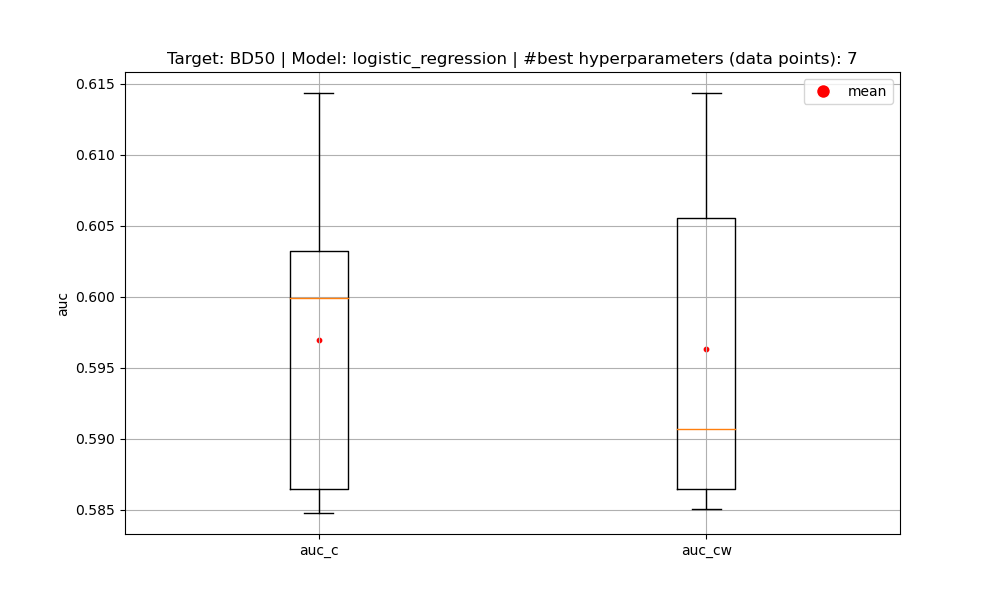 Target: BD50 | Model: logistic_regression | #best hyperparameters (data points): 7
mean
0.615
0.610
0.605
0.600
0.595
0.590
0.585
auc
auc_c
auc_cw